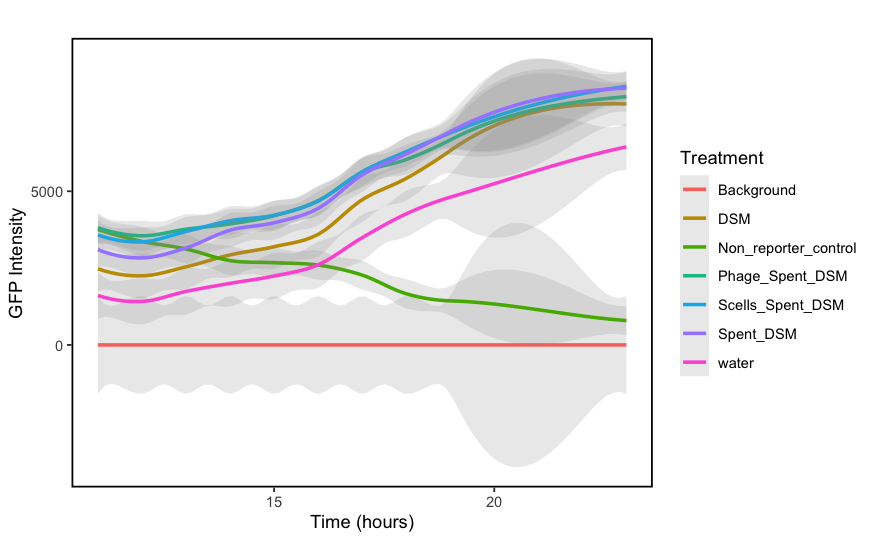 GFP Intensity
5000
0
15
20
Time (hours)
Treatment
Background
DSM
Non_reporter_control
Phage_Spent_DSM
Scells_Spent_DSM
Spent_DSM
water